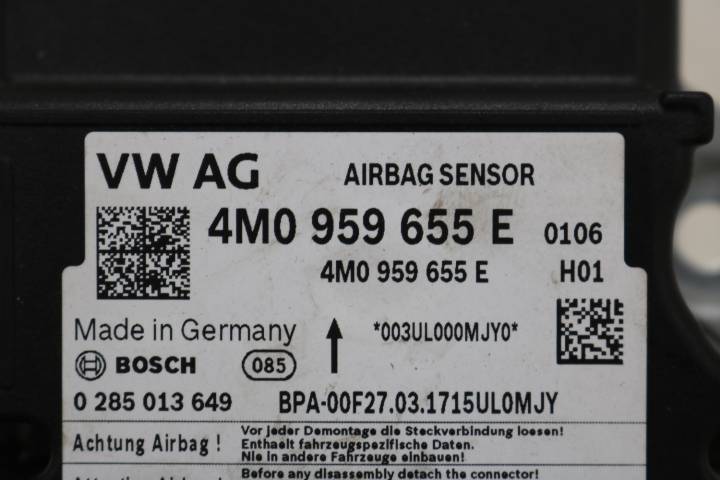 VW AG AIRBAG SENSOR
4M0 959 655 E 0106
4M0 959 655 E H01
Made in Germany *003UL000MJY0*
BOSCH 085
0 285 013 649 BPA-00F27.03.1715UL0MJY
Achtung Airbag !
Vor jeder Demontage die Steckverbindung loesen!
Enthaelt fahrzeugspezifische Daten.
Nie in andere Fahrzeuge einbauen!
Before any disassembly detach the connector!